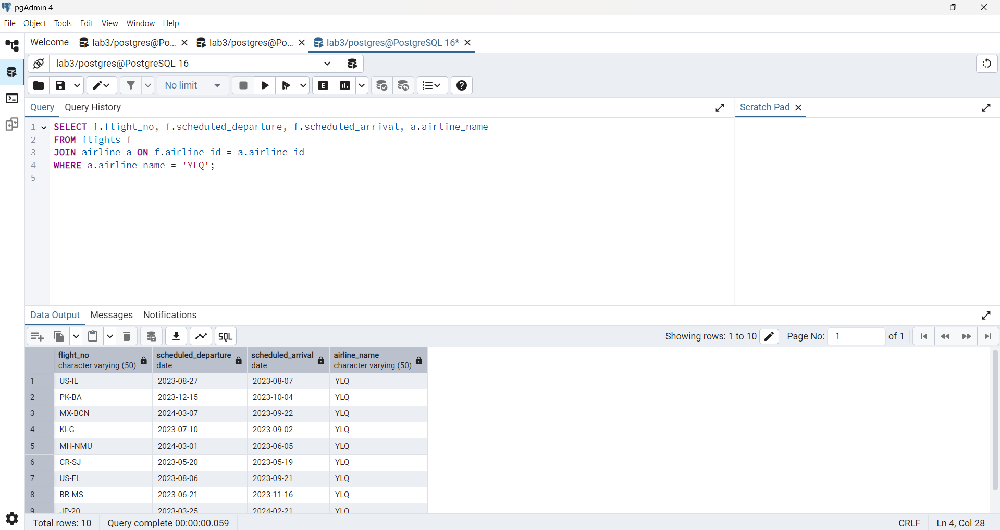 pgAdmin 4
File Object Tools Edit View Window Help
Welcome lab3/postgres@Po... lab3/postgres@Po... lab3/postgres@PostgreSQL 16*
lab3/postgres@PostgreSQL 16
No limit E
Query Query History Scratch Pad
1 SELECT f.flight_no, f.scheduled_departure, f.scheduled_arrival, a.airline_name
2 FROM flights f
3 JOIN airline a ON f.airline_id = a.airline_id
4 WHERE a.airline_name = 'YLQ';
5
Data Output Messages Notifications
SQL Showing rows: 1 to 10 Page No: 1 of 1
flight_no scheduled_departure scheduled_arrival airline_name
character varying (50) date date character varying (50)
1 US-IL 2023-08-27 2023-08-07 YLQ
2 PK-BA 2023-12-15 2023-10-04 YLQ
3 MX-BCN 2024-03-07 2023-09-22 YLQ
4 KI-G 2023-07-10 2023-09-02 YLQ
5 MH-NMU 2024-03-01 2023-06-05 YLQ
6 CR-SJ 2023-05-20 2023-05-19 YLQ
7 US-FL 2023-08-06 2023-09-21 YLQ
8 BR-MS 2023-06-21 2023-11-16 YLQ
9 JP-20 2023-03-25 2024-02-21 YLQ
Total rows: 10 Query complete 00:00:00.059 CRLF Ln 4, Col 28